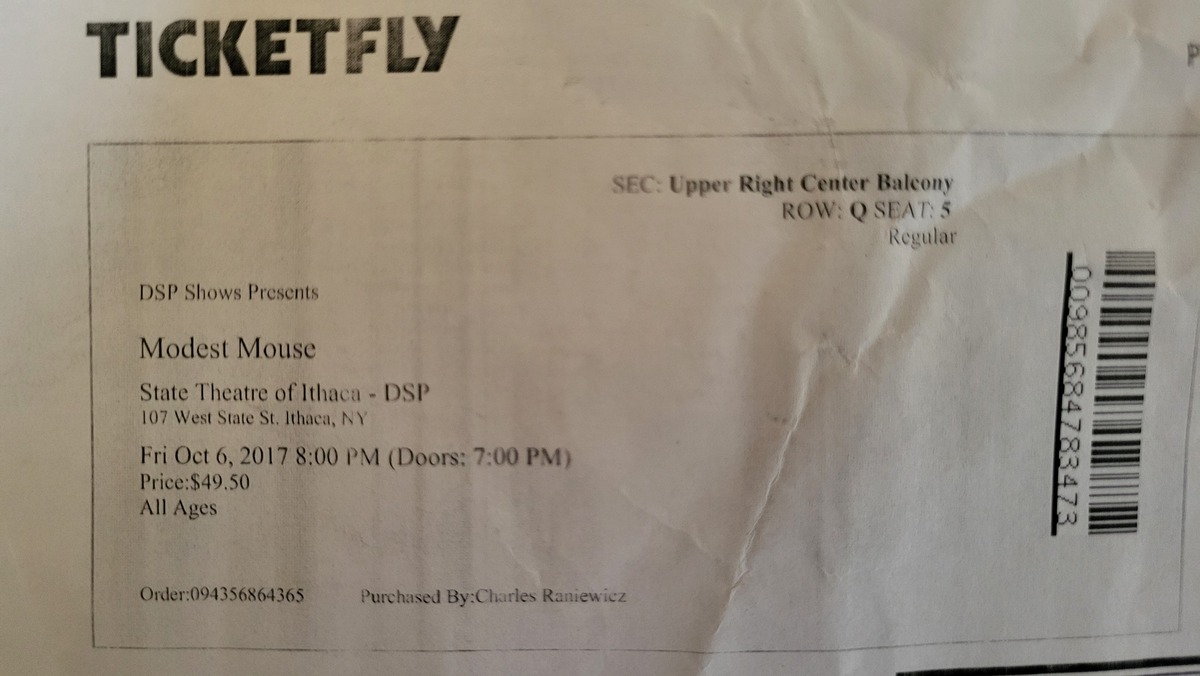 TICKETFLY
SEC: Upper Right Center Balcony
ROW: Q SEAT: 5
Regular
DSP Shows Presents
Modest Mouse
State Theatre of Ithaca - DSP
107 West State St. Ithaca, NY
Fri Oct 6, 2017 8:00 PM (Doors: 7:00 PM)
Price:$49.50
All Ages
Order:094356864365 Purchased By:Charles Raniewicz
00985684783473